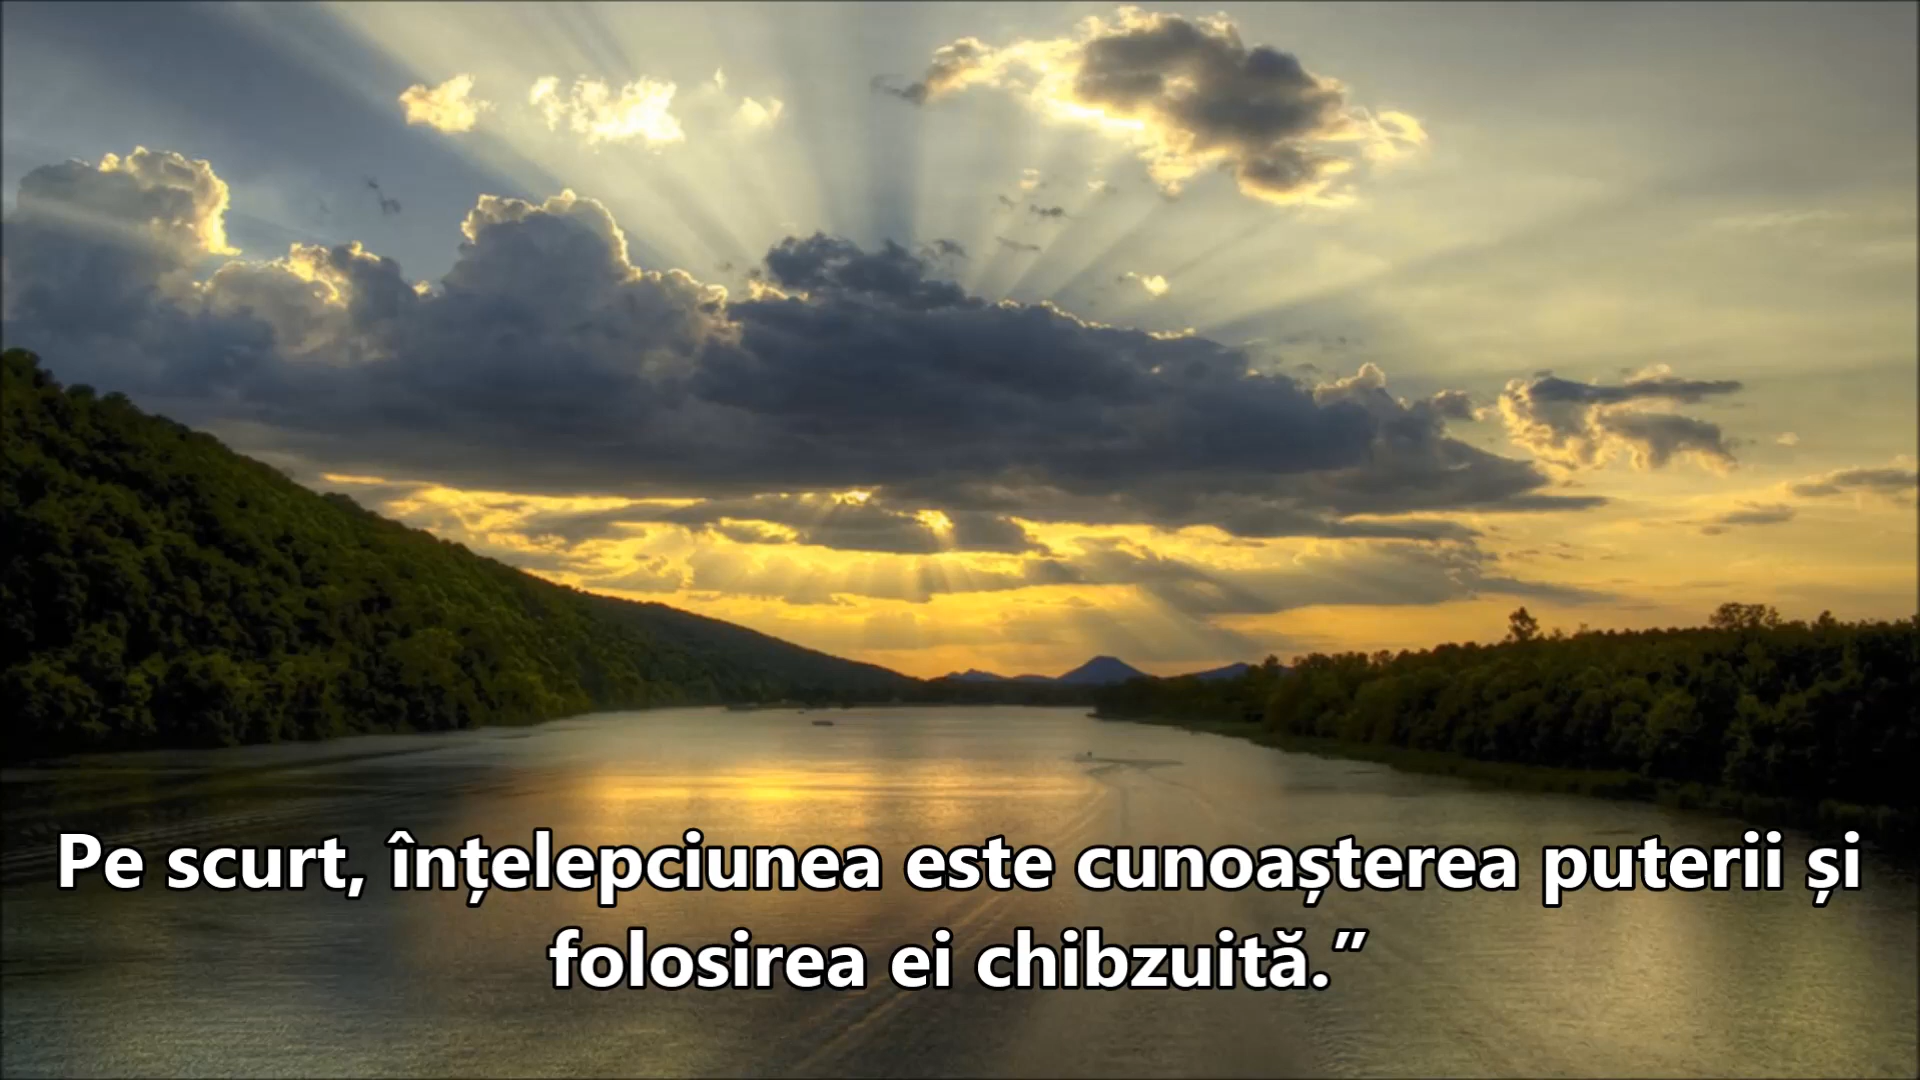 Pe scurt, înțelepciunea este cunoașterea puterii și
folosirea ei chibzuită.”